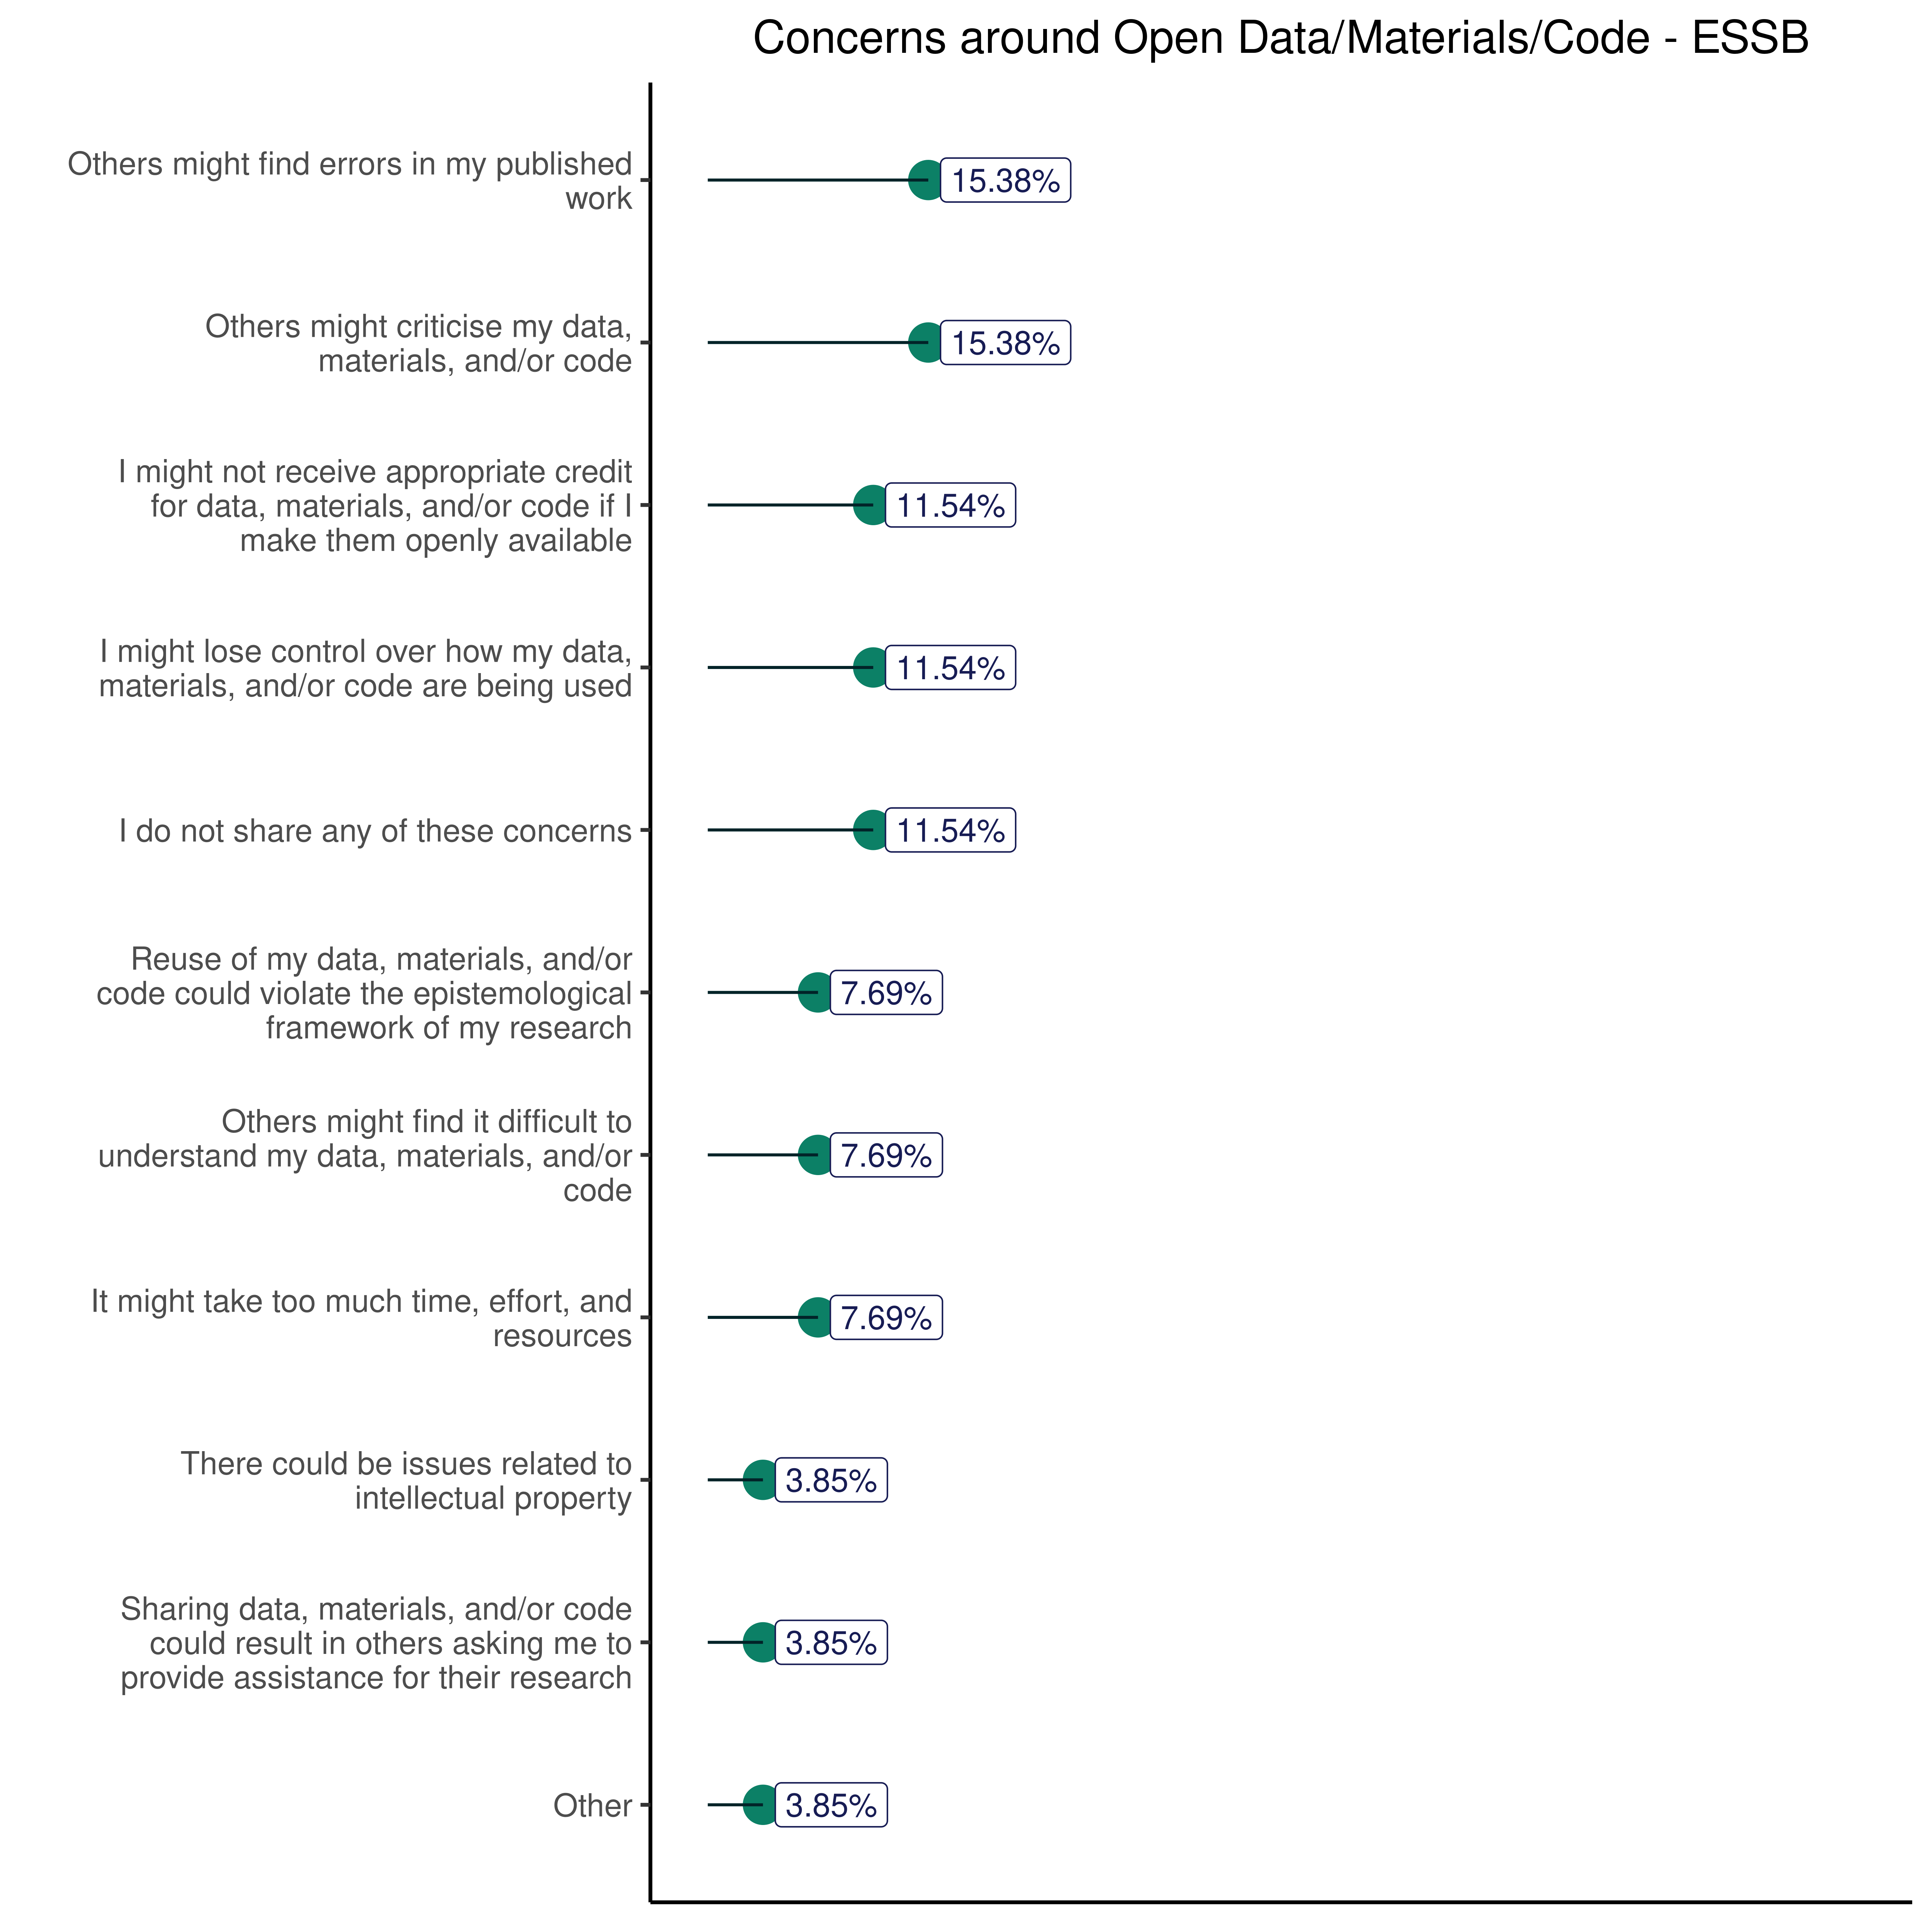 Concerns around Open Data/Materials/Code - ESSB
Others might find errors in my published
work
15.38%
Others might criticise my data,
materials, and/or code
15.38%
I might not receive appropriate credit
for data, materials, and/or code if I
make them openly available
11.54%
I might lose control over how my data,
materials, and/or code are being used
11.54%
I do not share any of these concerns
11.54%
Reuse of my data, materials, and/or
code could violate the epistemological
framework of my research
7.69%
Others might find it difficult to
understand my data, materials, and/or
code
7.69%
It might take too much time, effort, and
resources
7.69%
There could be issues related to
intellectual property
3.85%
Sharing data, materials, and/or code
could result in others asking me to
provide assistance for their research
3.85%
Other
3.85%